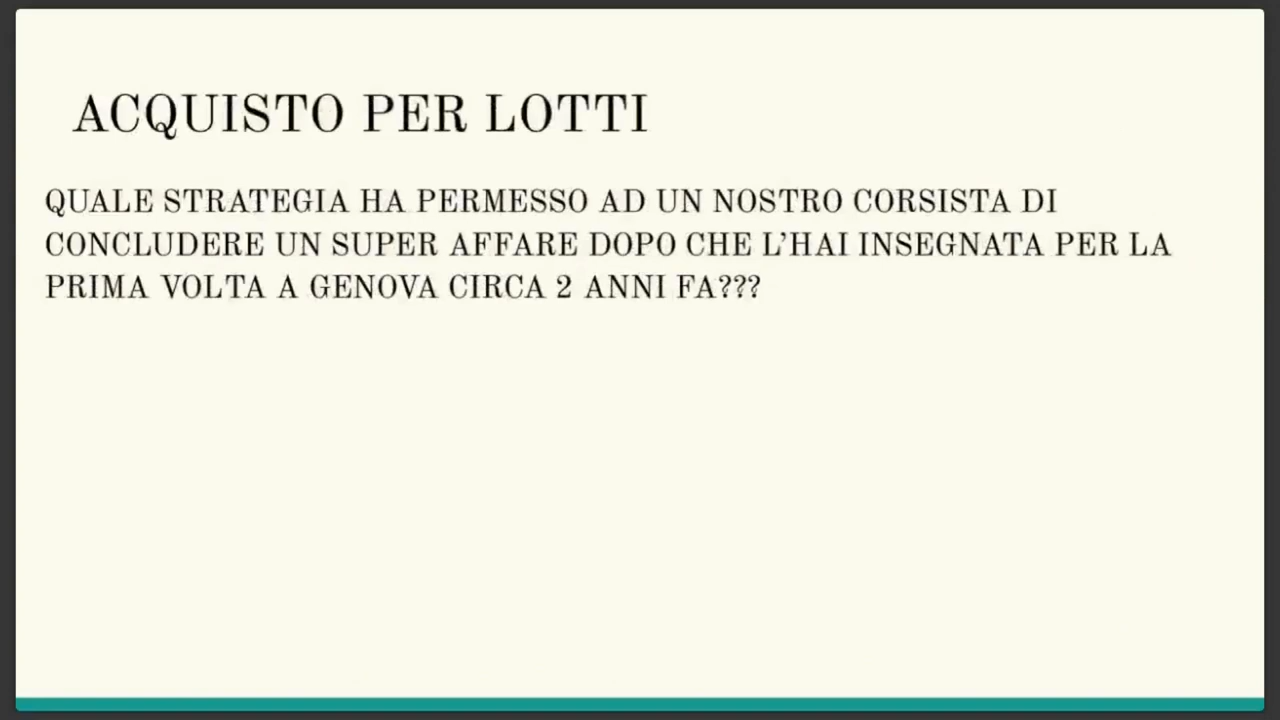 ACQUISTO PER LOTTI
QUALE STRATEGIA HA PERMESSO AD UN NOSTRO CORSISTA DI
CONCLUDERE UN SUPER AFFARE DOPO CHE L’HAI INSEGNATA PER LA
PRIMA VOLTA A GENOVA CIRCA 2 ANNI FA???